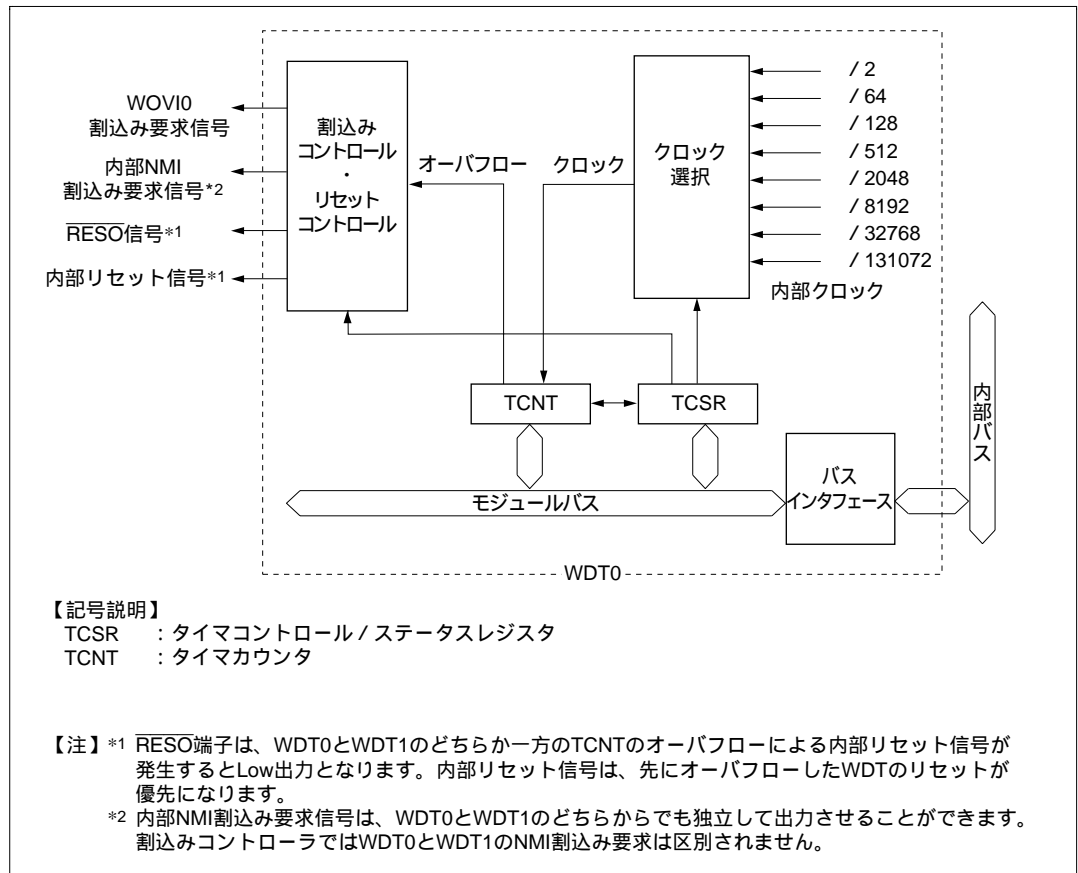 WOVI0
割込み要求信号
内部NMI
割込み要求信号*2
RESO信号*1
内部リセット信号*1
割込み
コントロール
・
リセット
コントロール
オーバフロー
クロック
クロック
選択
/ 2
/ 64
/ 128
/ 512
/ 2048
/ 8192
/ 32768
/ 131072
内部クロック
TCNT
TCSR
モジュールバス
バス
インタフェース
内部バス
WDT0
【記号説明】
TCSR ：タイマコントロール / ステータスレジスタ
TCNT ：タイマカウンタ
【注】*1 RESO端子は、WDT0とWDT1のどちらか一方のTCNTのオーバフローによる内部リセット信号が
発生するとLow出力となります。内部リセット信号は、先にオーバフローしたWDTのリセットが
優先になります。
*2 内部NMI割込み要求信号は、WDT0とWDT1のどちらからでも独立して出力させることができます。
割込みコントローラではWDT0とWDT1のNMI割込み要求は区別されません。